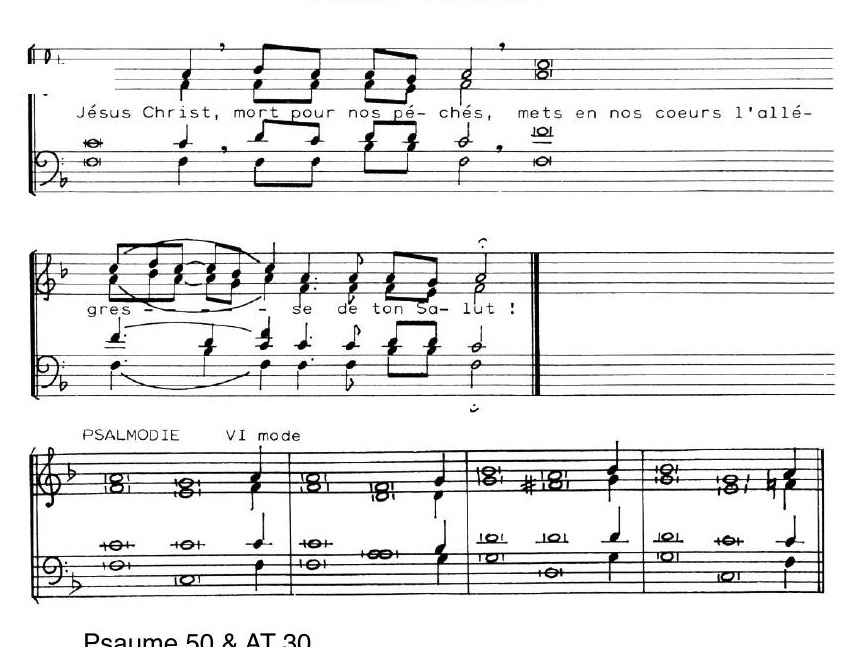 Jésus Christ, mort pour nos pé- chés, mets en nos coeurs l'allé-
gres - - - - se de ton Sa- lut !
PSALMODIE VI mode
Psaume 50 & AT 30